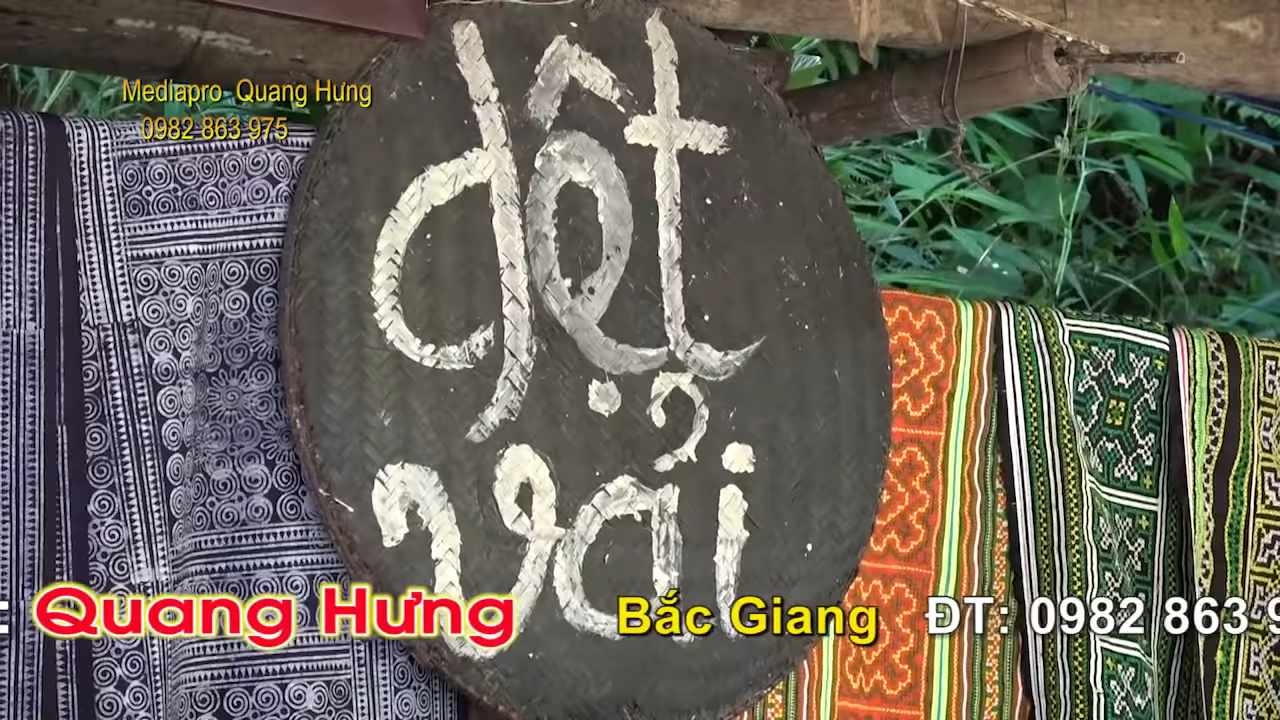 Mediapro Quang Hưng
0982 863 975
dệt
vải
Quang Hưng Bắc Giang ĐT: 0982 863 9